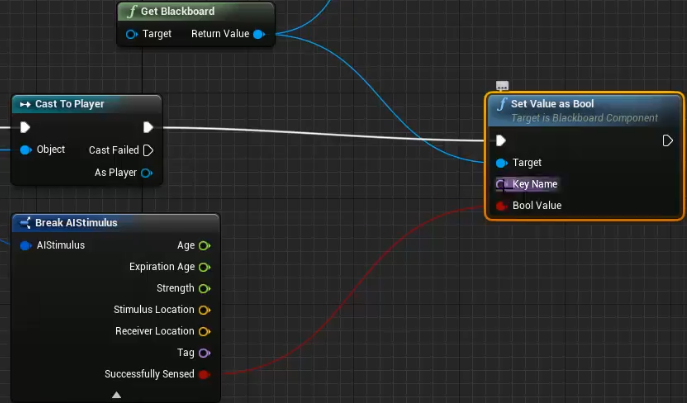 Get Blackboard
Target Return Value
Cast To Player
Object Cast Failed
As Player
Set Value as Bool
Target is Blackboard Component
Target
Key Name
Bool Value
Break AIStimulus
AIStimulus Age
Expiration Age
Strength
Stimulus Location
Receiver Location
Tag
Successfully Sensed